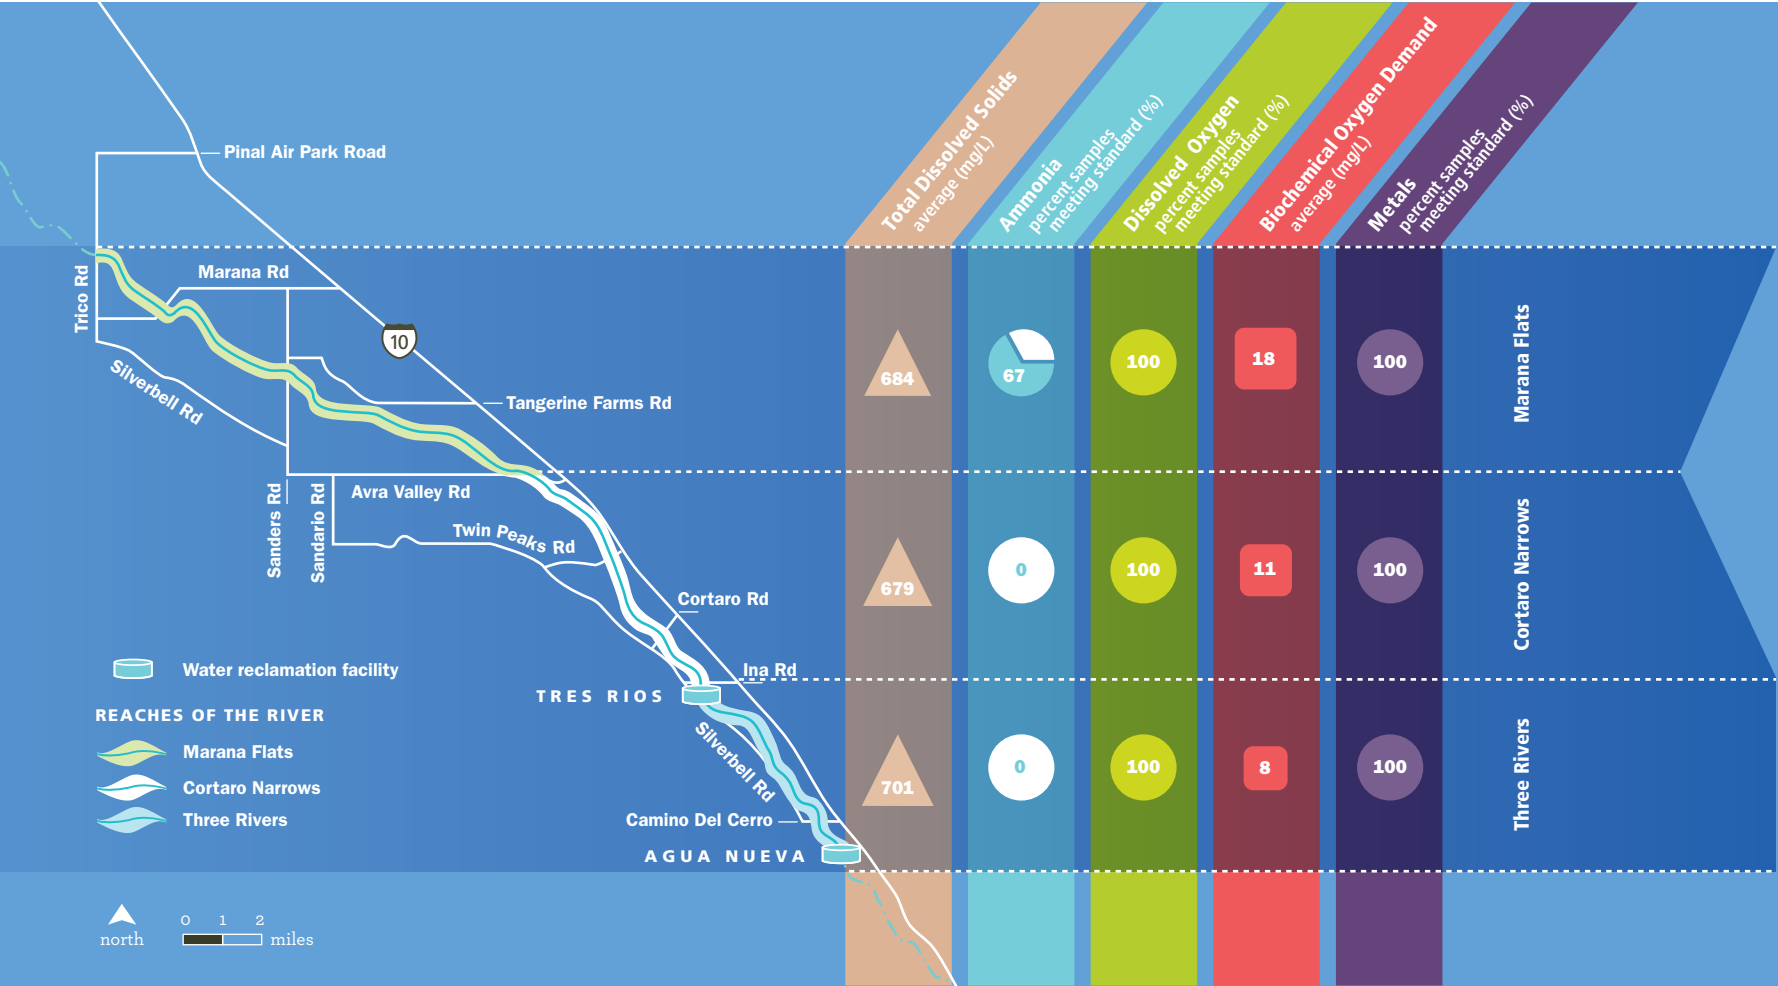 Total Dissolved Solids
average (mg/L)
Ammonia
percent samples
meeting standard (%)
Dissolved Oxygen
percent samples
meeting standard (%)
Biochemical Oxygen Demand
average (mg/L)
Metals
percent samples
meeting standard (%)
Pinal Air Park Road
Trico Rd
Marana Rd
10
Silverbell Rd
Tangerine Farms Rd
Sanders Rd
Sandario Rd
Avra Valley Rd
Twin Peaks Rd
Cortaro Rd
Ina Rd
TRES RIOS
Silverbell Rd
Camino Del Cerro
AGUA NUEVA
684
67
100
18
100
Marana Flats
679
0
100
11
100
Cortaro Narrows
701
0
100
8
100
Three Rivers
Water reclamation facility
REACHES OF THE RIVER
Marana Flats
Cortaro Narrows
Three Rivers
north
0 1 2
miles